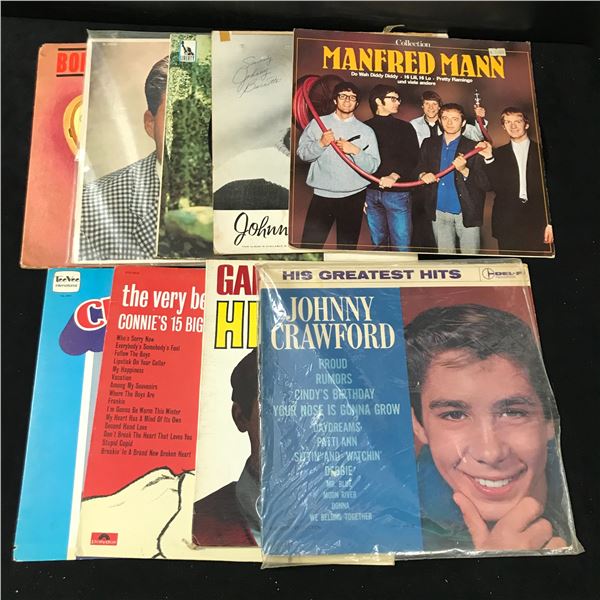 BO
LIBERTY
Johnn
Collection
MANFRED MANN
Do Wah Diddy Diddy · Hi Lili, Hi Lo · Pretty Flamingo
und viele andere
TeeVee
International
C
the very be
CONNIE'S 15 BIG
Who's Sorry Now
Everybody's Somebody's Fool
Follow The Boys
Lipstick On Your Collar
My Happiness
Vacation
Among My Souvenirs
Where The Boys Are
Frankie
I'm Gonna Be Warm This Winter
My Heart Has A Mind Of Its Own
Second Hand Love
Don't Break The Heart That Loves You
Stupid Cupid
Breakin' In A Brand New Broken Heart
Polydor
GA
HI
HIS GREATEST HITS
DEL-F
JOHNNY
CRAWFORD
PROUD
RUMORS
CINDY'S BIRTHDAY
YOUR NOSE IS GONNA GROW
DAYDREAMS
PATTI ANN
SITTIN' AND WATCHIN'
DEBBIE
MR. BLUE
MOON RIVER
DONNA
WE BELONG TOGETHER